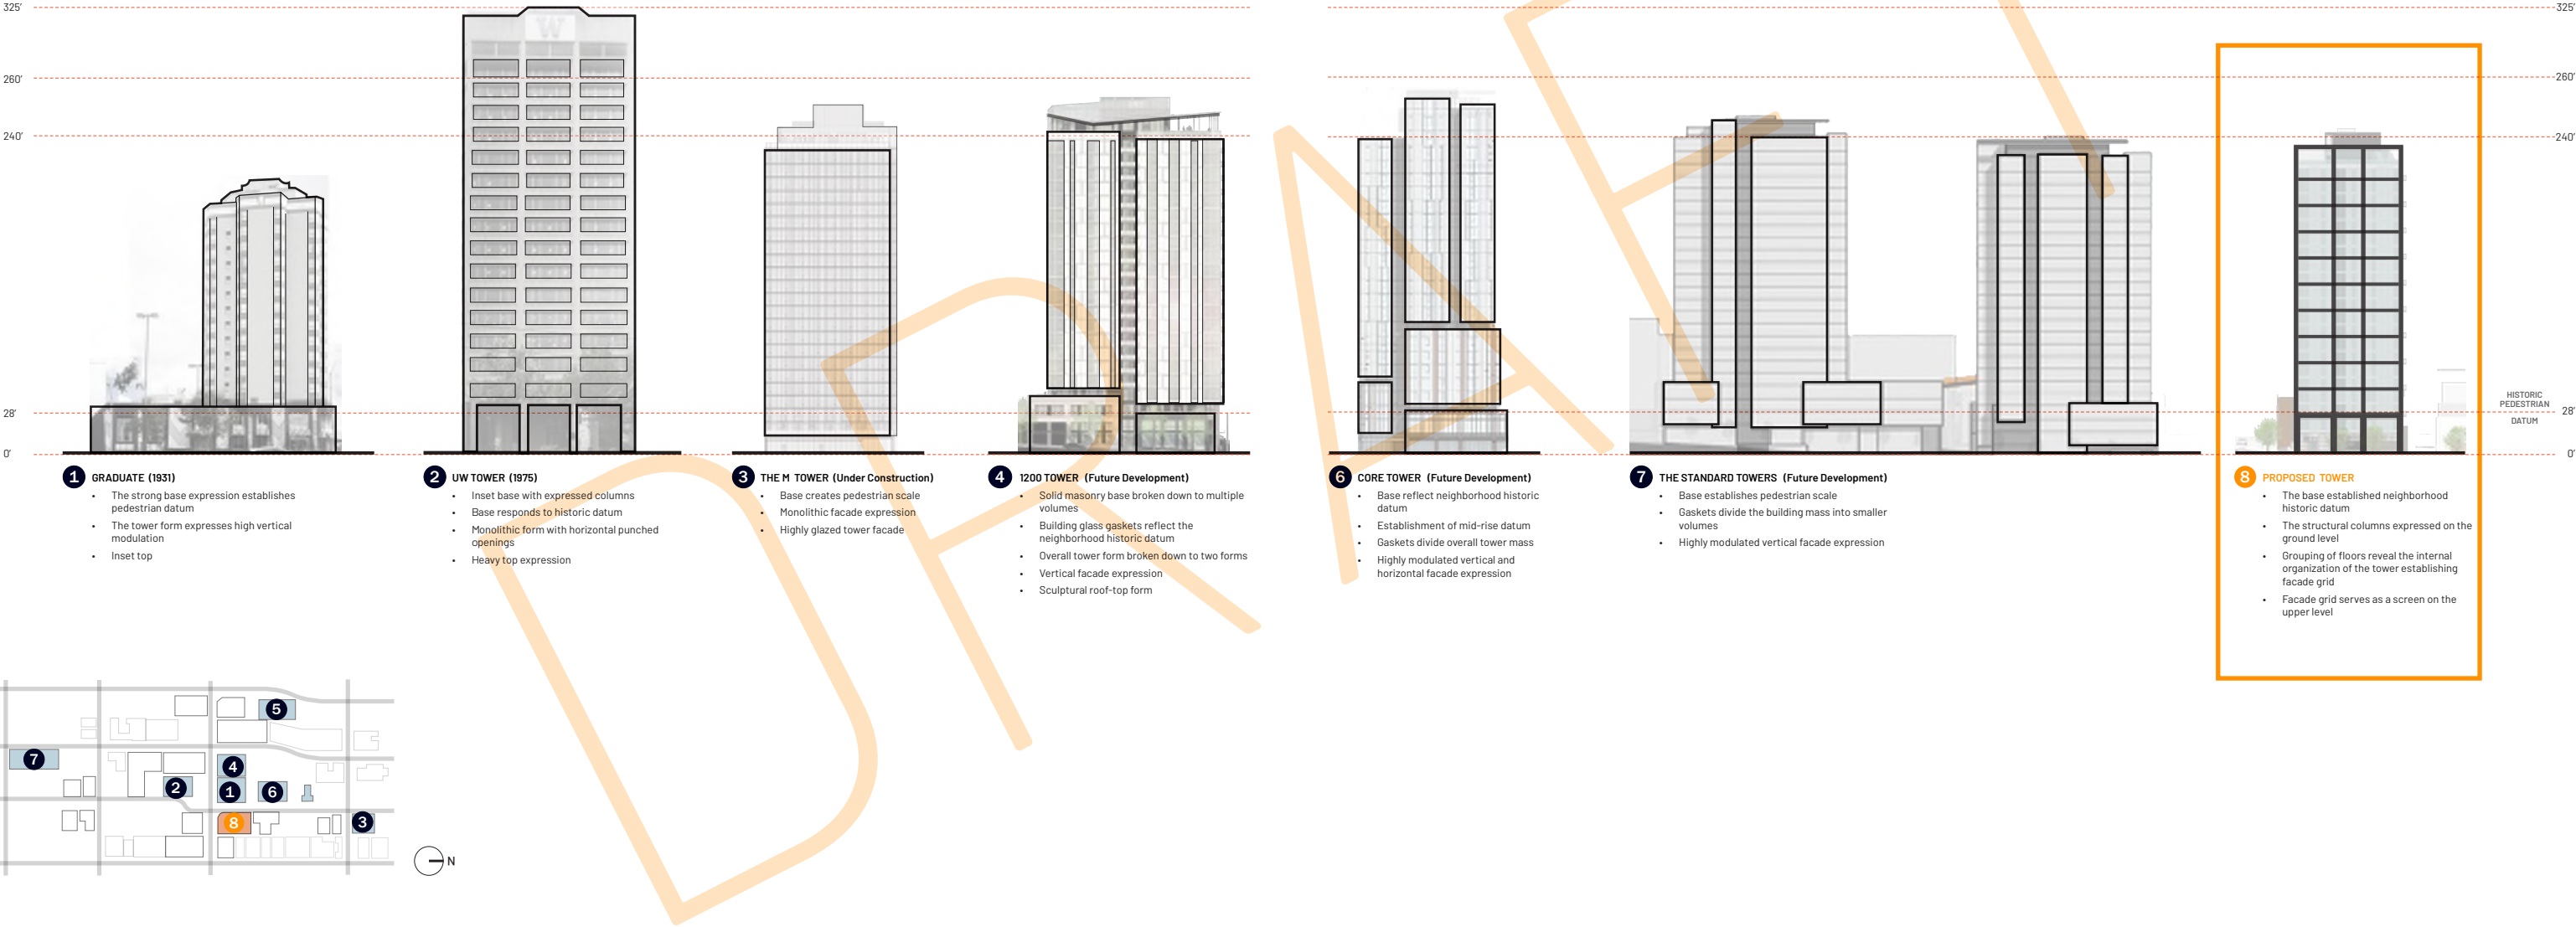 325'
260'
240'
28'
0'
W
325'
260'
240'
HISTORIC
PEDESTRIAN
DATUM
28'
0'
1 GRADUATE (1931)
• The strong base expression establishes
pedestrian datum
• The tower form expresses high vertical
modulation
• Inset top
2 UW TOWER (1975)
• Inset base with expressed columns
• Base responds to historic datum
• Monolithic form with horizontal punched
openings
• Heavy top expression
3 THE M TOWER (Under Construction)
• Base creates pedestrian scale
• Monolithic facade expression
• Highly glazed tower facade
4 1200 TOWER (Future Development)
• Solid masonry base broken down to multiple
volumes
• Building glass gaskets reflect the
neighborhood historic datum
• Overall tower form broken down to two forms
• Vertical facade expression
• Sculptural roof-top form
6 CORE TOWER (Future Development)
• Base reflect neighborhood historic
datum
• Establishment of mid-rise datum
• Gaskets divide overall tower mass
• Highly modulated vertical and
horizontal facade expression
7 THE STANDARD TOWERS (Future Development)
• Base establishes pedestrian scale
• Gaskets divide the building mass into smaller
volumes
• Highly modulated vertical facade expression
8 PROPOSED TOWER
• The base established neighborhood
historic datum
• The structural columns expressed on the
ground level
• Grouping of floors reveal the internal
organization of the tower establishing
facade grid
• Facade grid serves as a screen on the
upper level
5
7
4
2
1
6
8
3
N
DRAFT